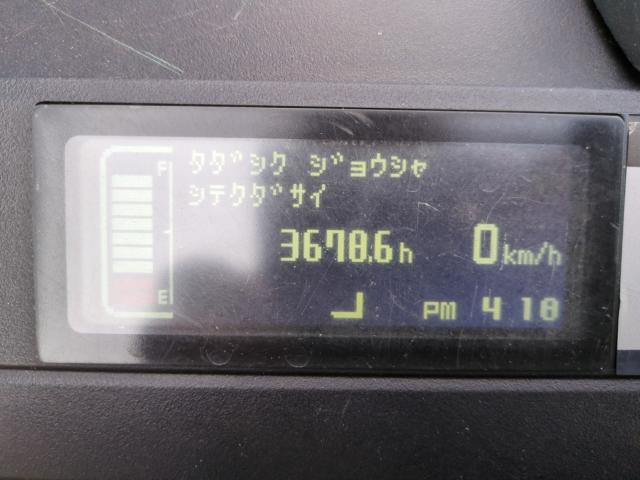 タダシク ジョウシャ
シテクダサイ
F
3678.6h 0km/h
E
PM 4 18